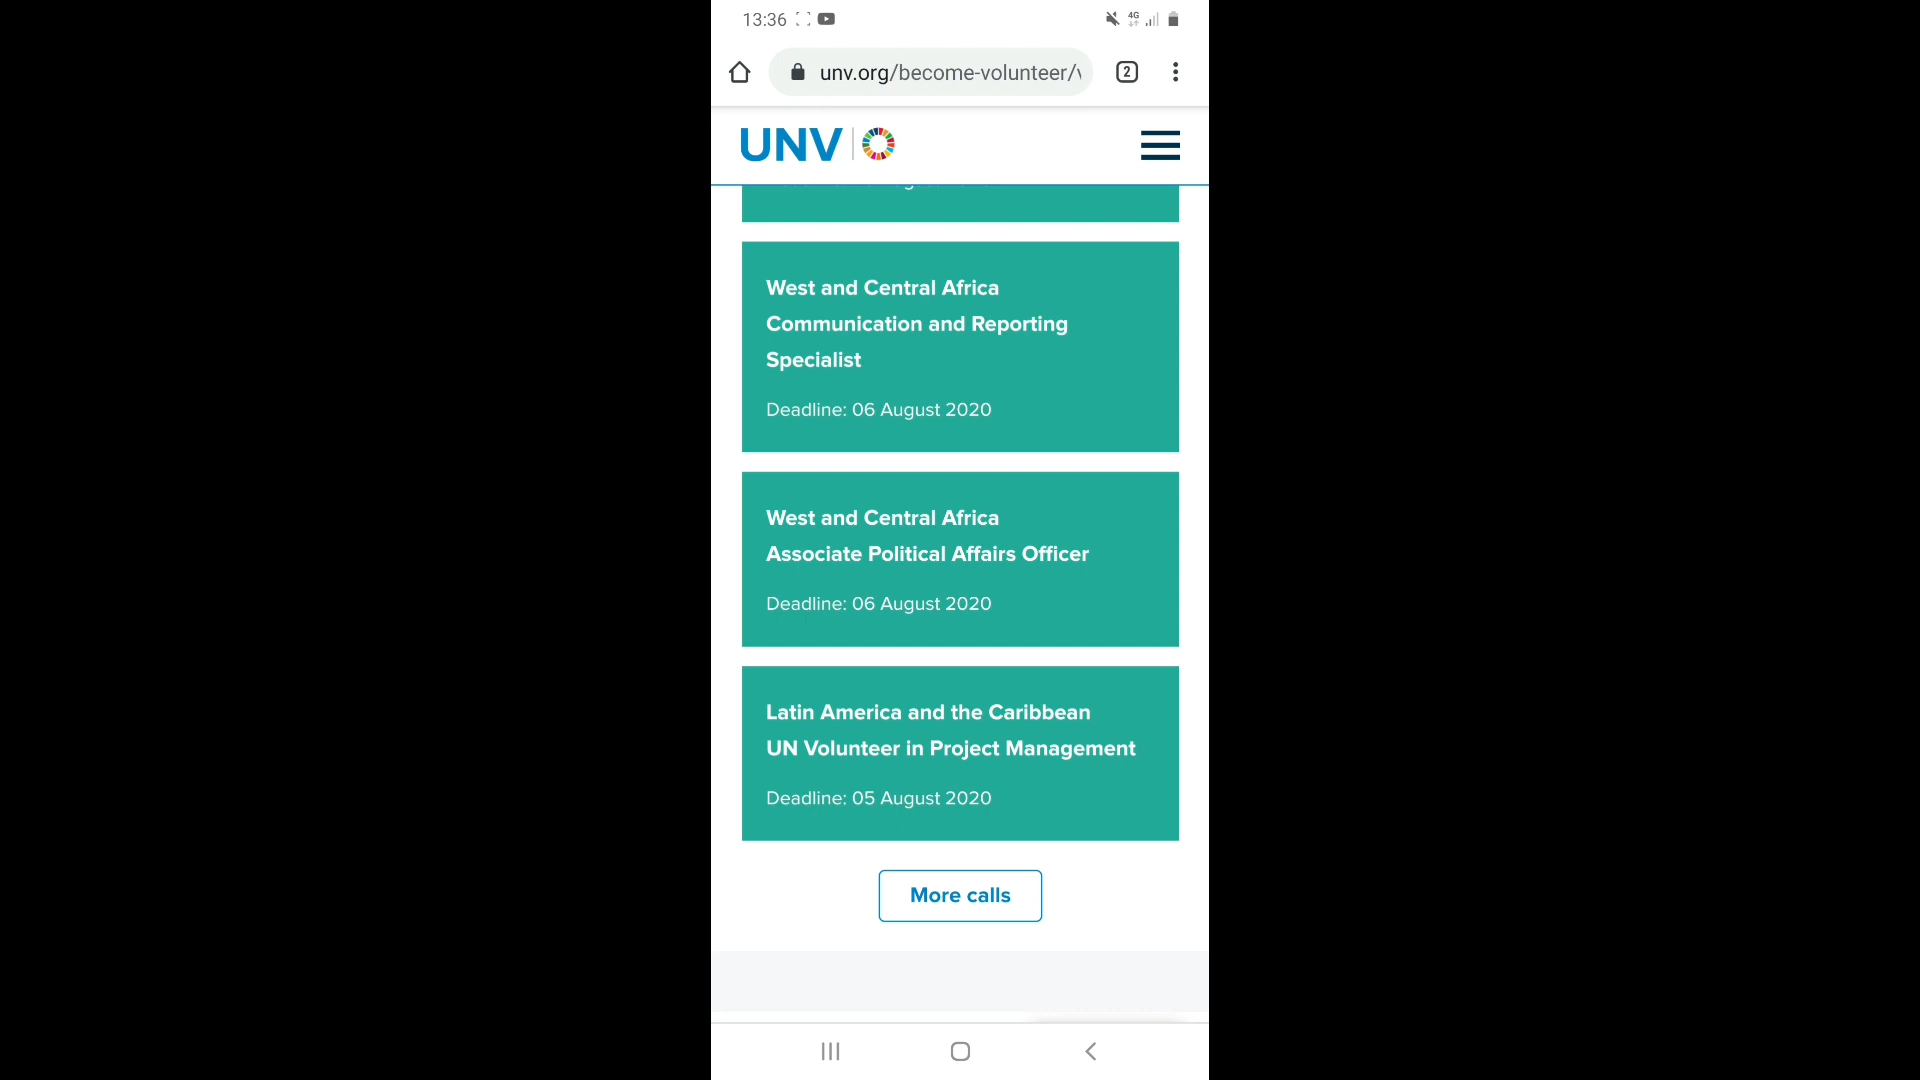 13:36
4G
unv.org/become-volunteer/
2
UNV
West and Central Africa
Communication and Reporting
Specialist
Deadline: 06 August 2020
West and Central Africa
Associate Political Affairs Officer
Deadline: 06 August 2020
Latin America and the Caribbean
UN Volunteer in Project Management
Deadline: 05 August 2020
More calls